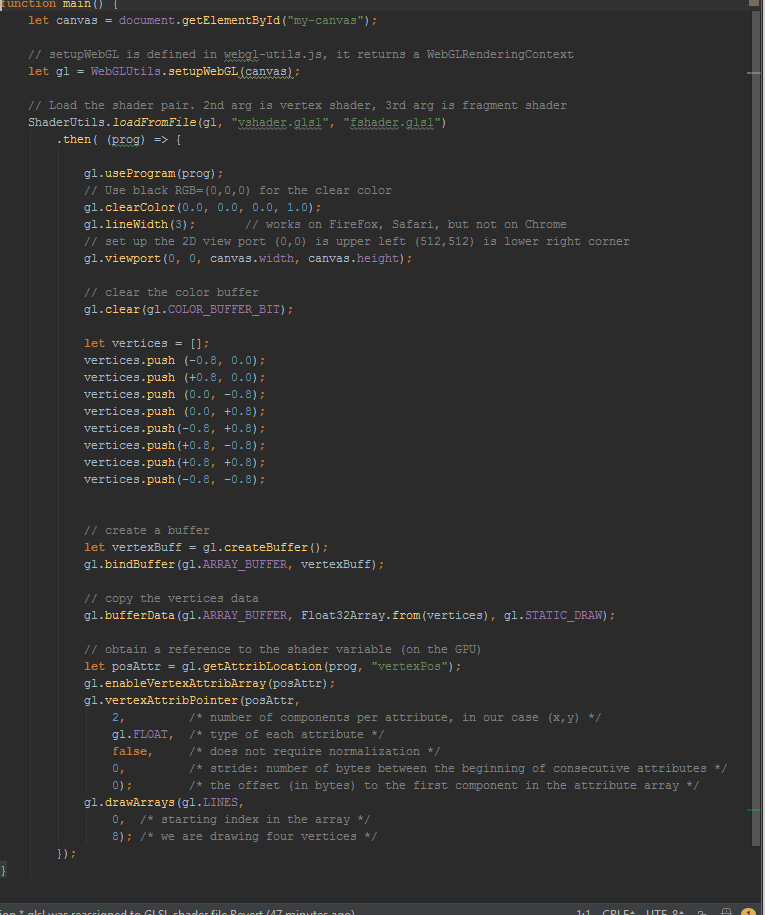 function main() {
let canvas = document.getElementById("my-canvas");
// setupWebGL is defined in webgl-utils.js, it returns a WebGLRenderingContext
let gl = WebGLUtils.setupWebGL(canvas);
// Load the shader pair. 2nd arg is vertex shader, 3rd arg is fragment shader
ShaderUtils.loadFromFile(gl, "vshader.glsl", "fshader.glsl")
.then( (prog) => {
gl.useProgram(prog);
// Use black RGB=(0,0,0) for the clear color
gl.clearColor(0.0, 0.0, 0.0, 1.0);
gl.lineWidth(3); // works on FireFox, Safari, but not on Chrome
// set up the 2D view port (0,0) is upper left (512,512) is lower right corner
gl.viewport(0, 0, canvas.width, canvas.height);
// clear the color buffer
gl.clear(gl.COLOR_BUFFER_BIT);
let vertices = [];
vertices.push (-0.8, 0.0);
vertices.push (+0.8, 0.0);
vertices.push (0.0, -0.8);
vertices.push (0.0, +0.8);
vertices.push(-0.8, +0.8);
vertices.push(+0.8, -0.8);
vertices.push(+0.8, +0.8);
vertices.push(-0.8, -0.8);
// create a buffer
let vertexBuff = gl.createBuffer();
gl.bindBuffer(gl.ARRAY_BUFFER, vertexBuff);
// copy the vertices data
gl.bufferData(gl.ARRAY_BUFFER, Float32Array.from(vertices), gl.STATIC_DRAW);
// obtain a reference to the shader variable (on the GPU)
let posAttr = gl.getAttribLocation(prog, "vertexPos");
gl.enableVertexAttribArray(posAttr);
gl.vertexAttribPointer(posAttr,
2, /* number of components per attribute, in our case (x,y) */
gl.FLOAT, /* type of each attribute */
false, /* does not require normalization */
0, /* stride: number of bytes between the beginning of consecutive attributes */
0); /* the offset (in bytes) to the first component in the attribute array */
gl.drawArrays(gl.LINES,
0, /* starting index in the array */
8); /* we are drawing four vertices */
});
}
*.glsl was reassigned to GLSL shader file Revert (47 minutes ago) 1:1 CRLF UTF-8 1